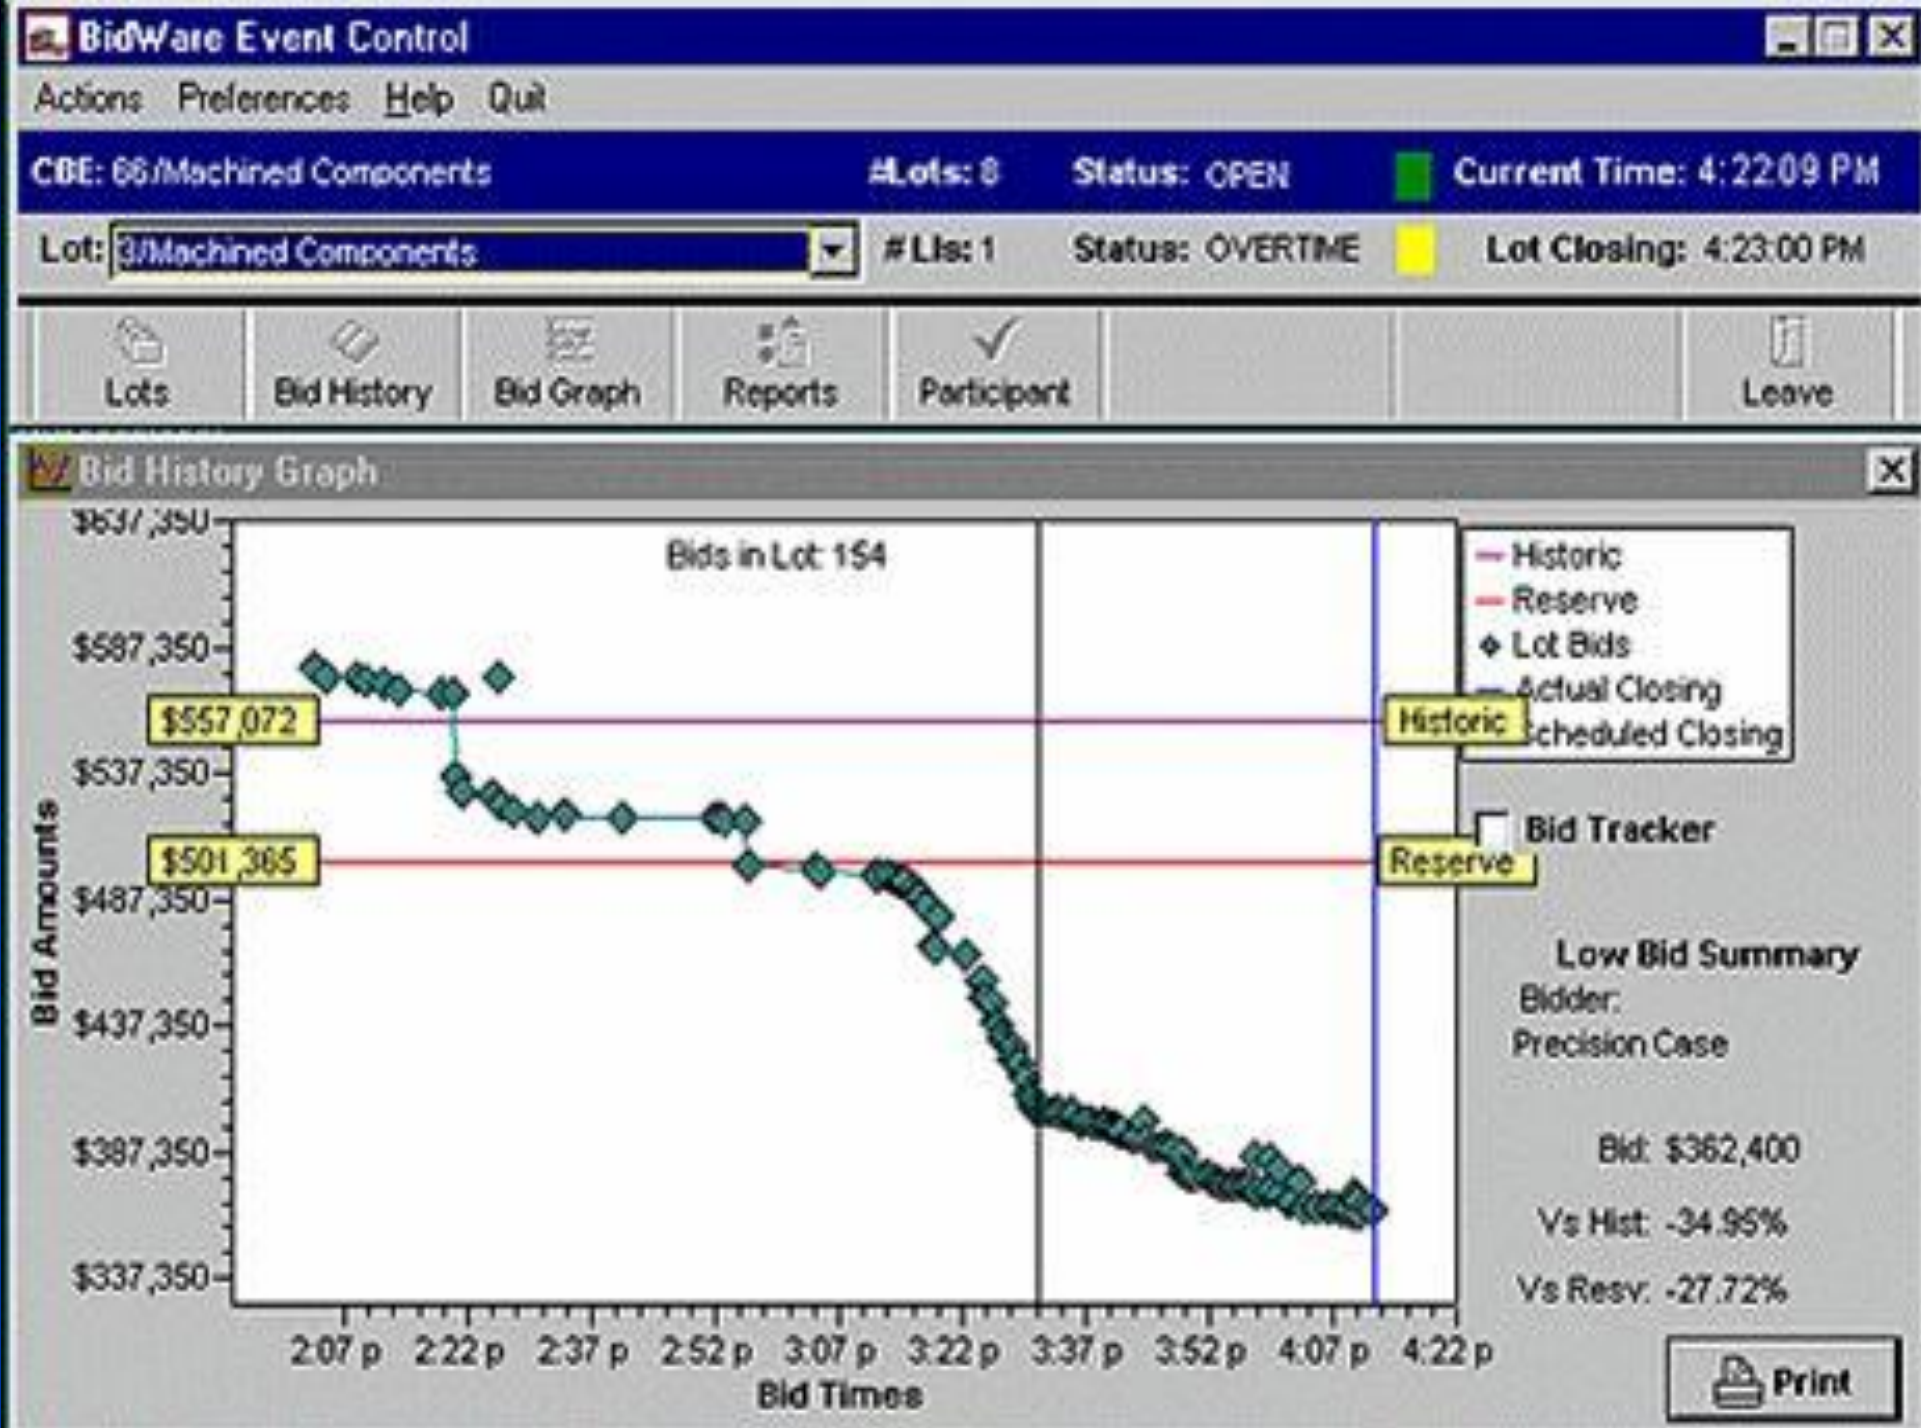 BidWare Event Control
Actions Preferences Help Quit
CBE: 66/Machined Components #Lots: 8 Status: OPEN Current Time: 4:22:09 PM
Lot: 3/Machined Components # LIs: 1 Status: OVERTIME Lot Closing: 4:23:00 PM
Lots Bid History Bid Graph Reports Participant Leave
Bid History Graph
$637,350
Bids in Lot: 154
Historic
Reserve
Lot Bids
Actual Closing
Scheduled Closing
$587,350
$557,072 Historic
$537,350
Bid Tracker
$501,365 Reserve
$487,350
Bid Amounts
Low Bid Summary
Bidder:
Precision Case
$437,350
$387,350
Bid: $362,400
Vs Hist: -34.95%
$337,350
Vs Resv: -27.72%
2:07 p 2:22 p 2:37 p 2:52 p 3:07 p 3:22 p 3:37 p 3:52 p 4:07 p 4:22 p
Bid Times
Print